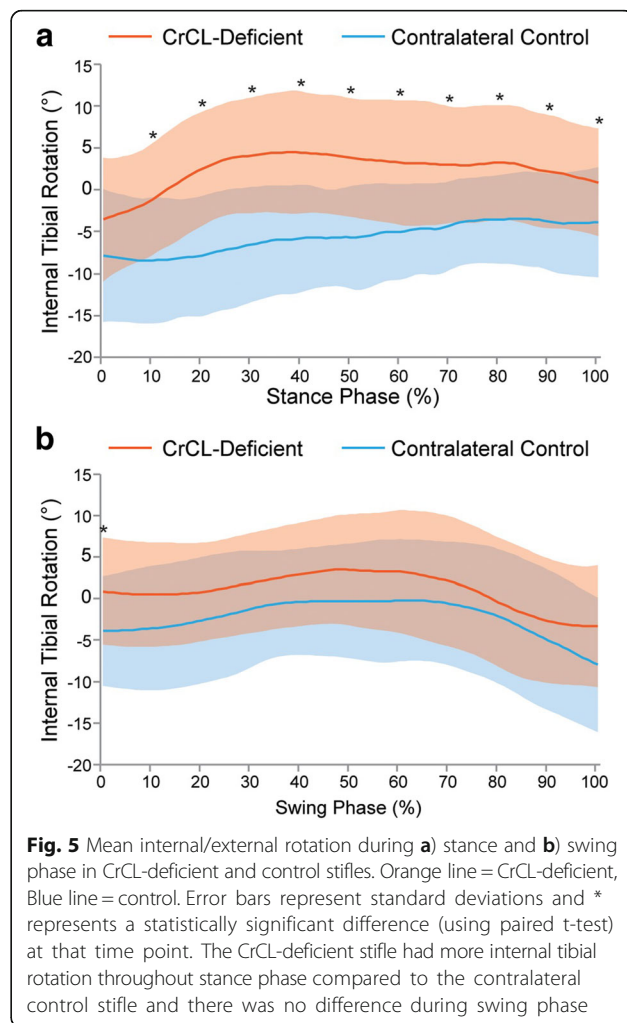 a
CrCL-Deficient Contralateral Control
Internal Tibial Rotation (°)
15
10
5
0
-5
-10
-15
-20
* * * * * * * * * *
0 10 20 30 40 50 60 70 80 90 100
Stance Phase (%)
b
CrCL-Deficient Contralateral Control
Internal Tibial Rotation (°)
15
10
5
0
-5
-10
-15
-20
*
0 10 20 30 40 50 60 70 80 90 100
Swing Phase (%)
Fig. 5 Mean internal/external rotation during a) stance and b) swing
phase in CrCL-deficient and control stifles. Orange line = CrCL-deficient,
Blue line = control. Error bars represent standard deviations and *
represents a statistically significant difference (using paired t-test)
at that time point. The CrCL-deficient stifle had more internal tibial
rotation throughout stance phase compared to the contralateral
control stifle and there was no difference during swing phase